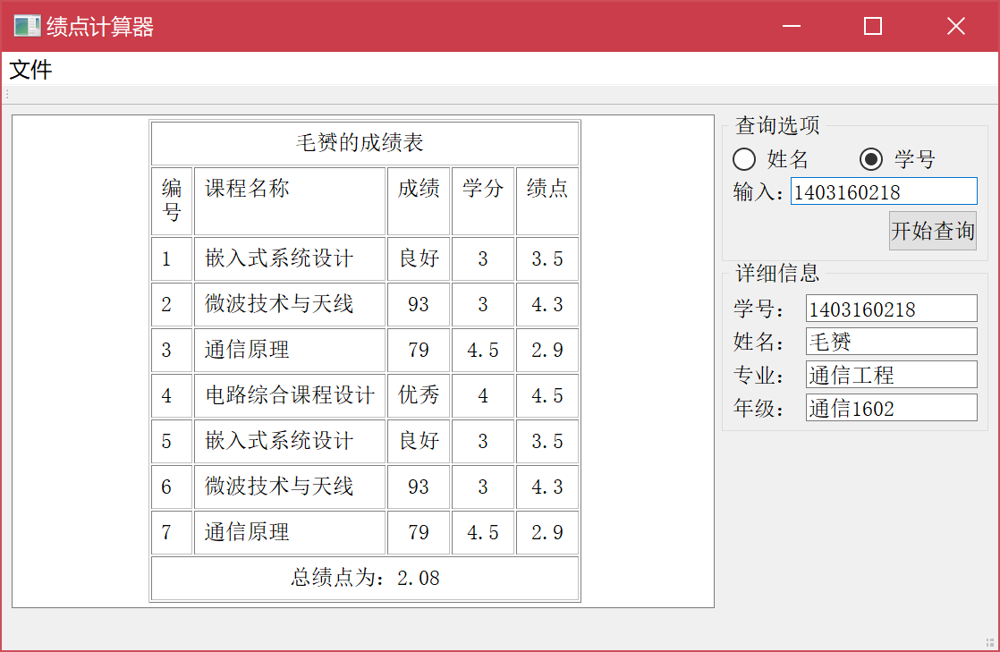 绩点计算器
文件
毛赟的成绩表
编号 课程名称 成绩 学分 绩点
1 嵌入式系统设计 良好 3 3.5
2 微波技术与天线 93 3 4.3
3 通信原理 79 4.5 2.9
4 电路综合课程设计 优秀 4 4.5
5 嵌入式系统设计 良好 3 3.5
6 微波技术与天线 93 3 4.3
7 通信原理 79 4.5 2.9
总绩点为：2.08
查询选项
姓名 学号
输入：1403160218
开始查询
详细信息
学号：1403160218
姓名：毛赟
专业：通信工程
年级：通信1602